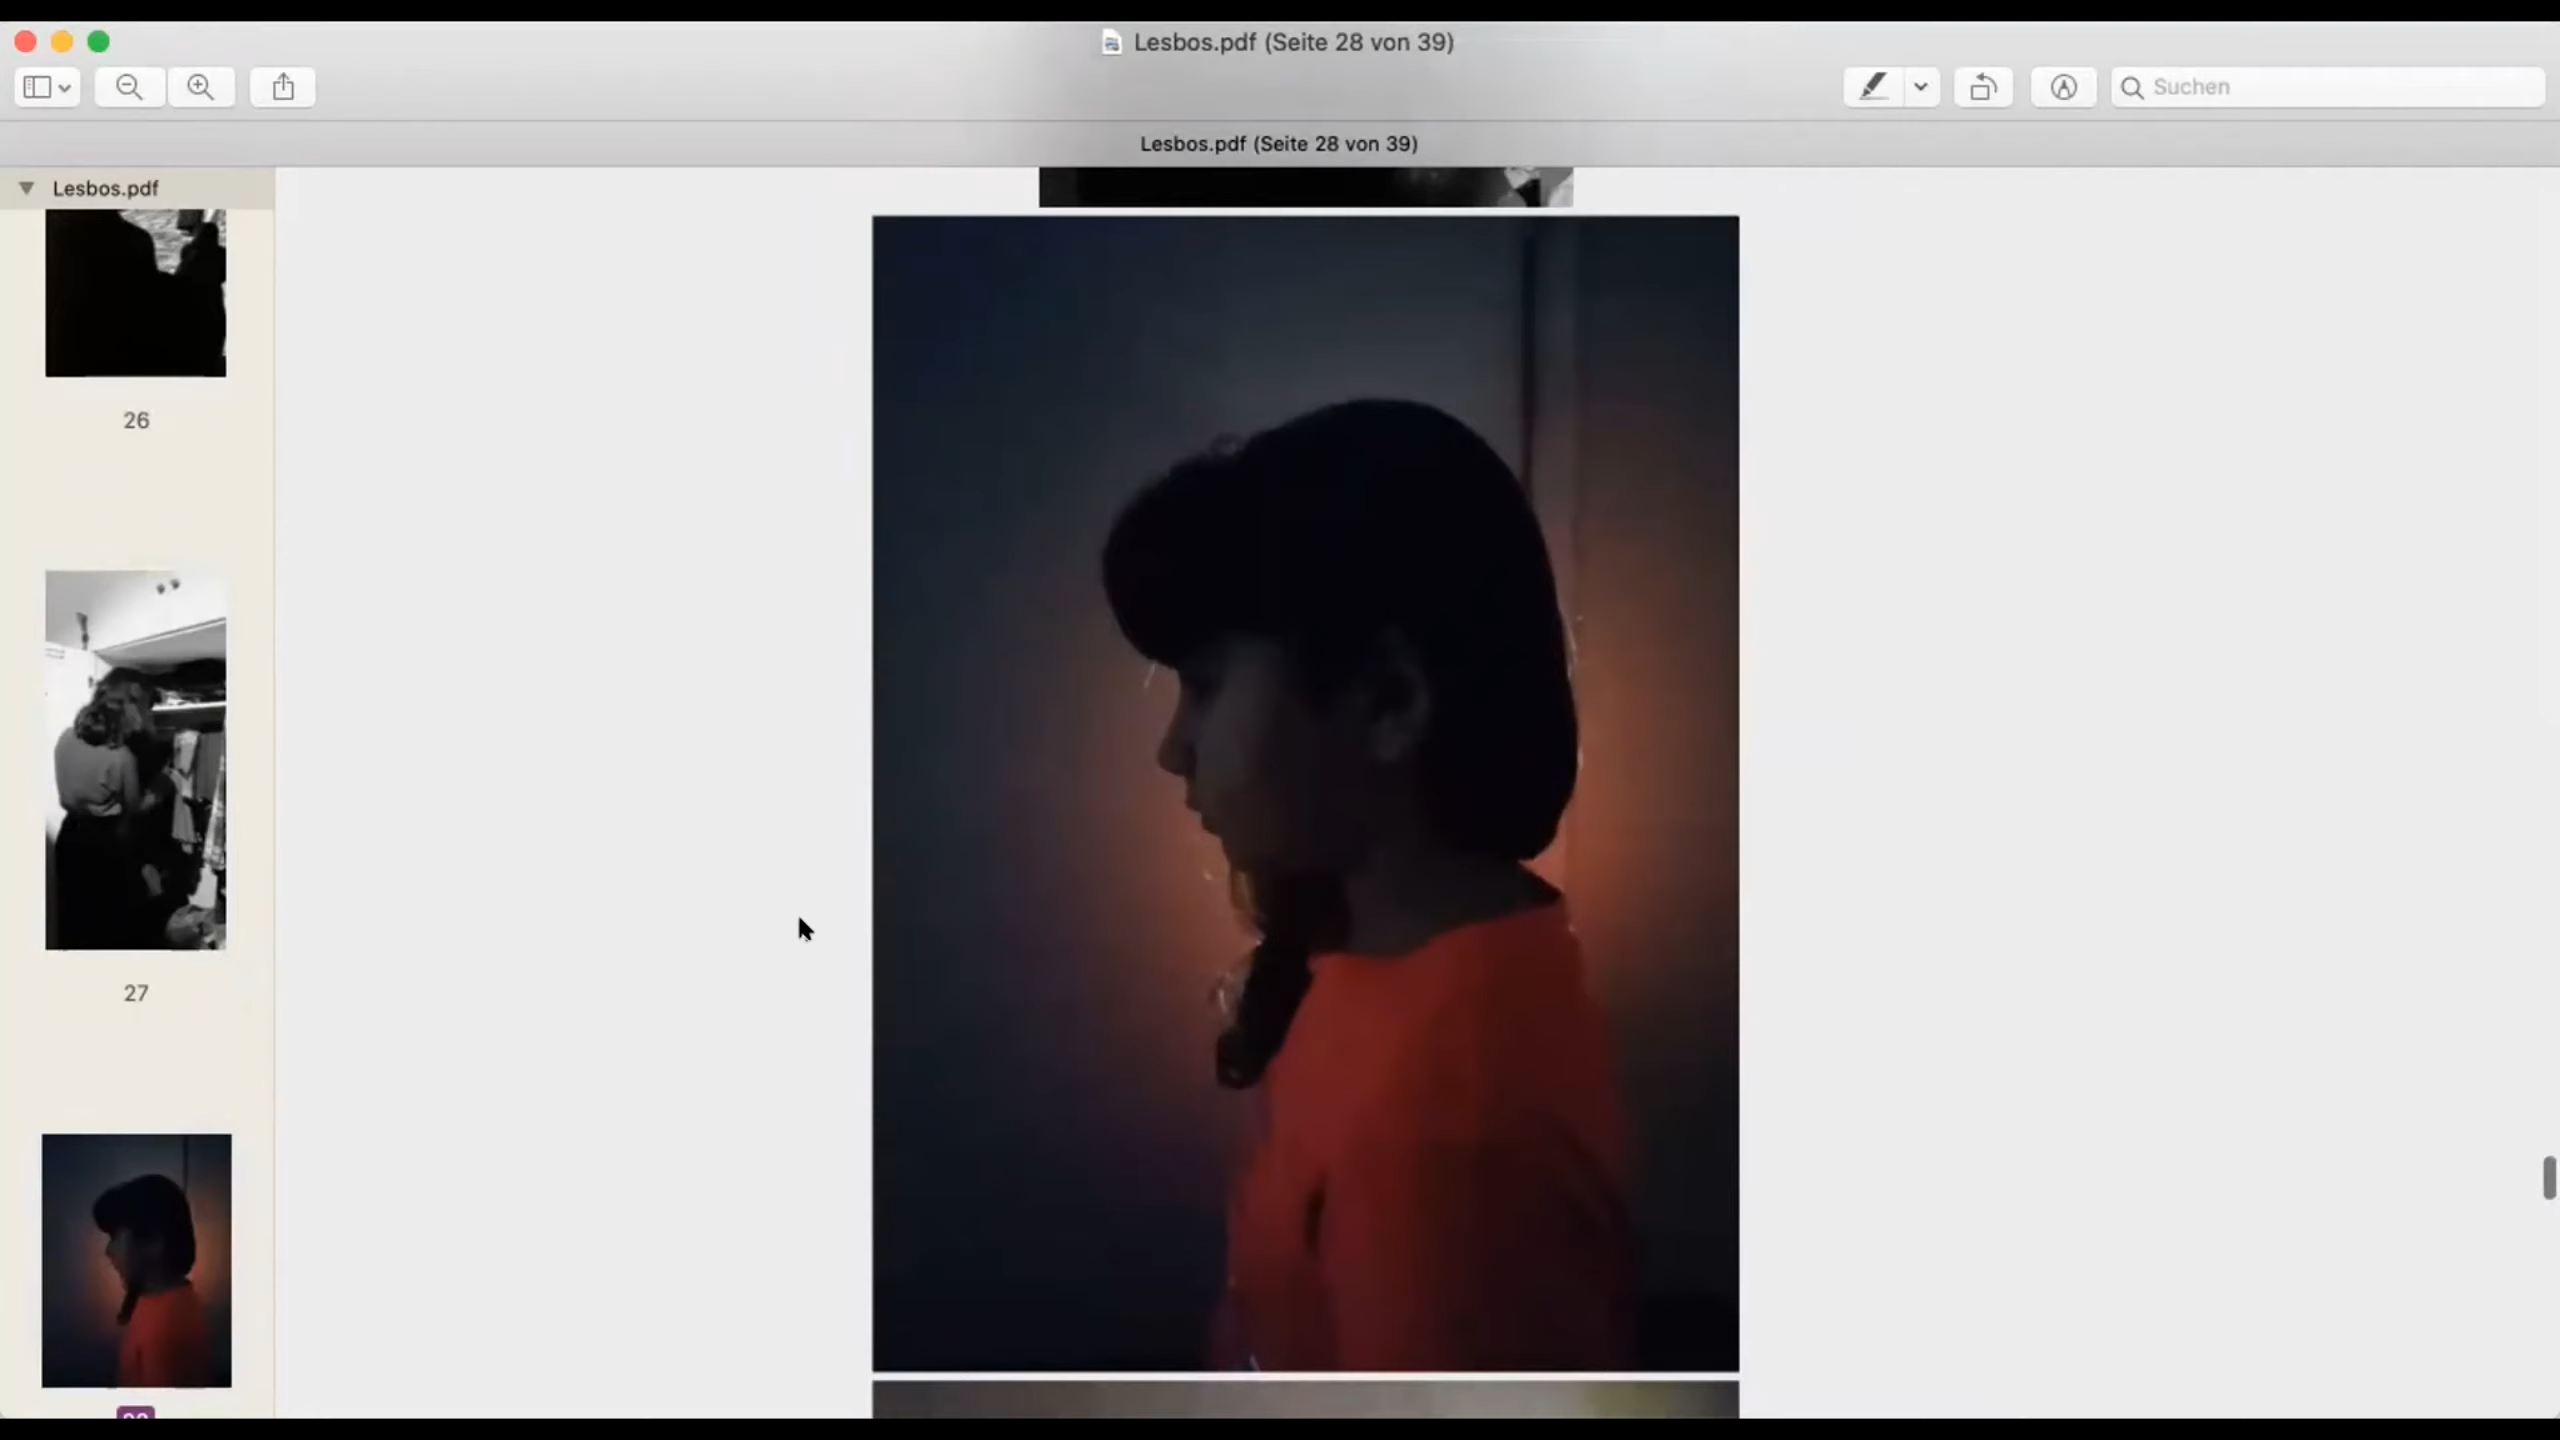 Lesbos.pdf (Seite 28 von 39)
Suchen
Lesbos.pdf (Seite 28 von 39)
Lesbos.pdf
26
27